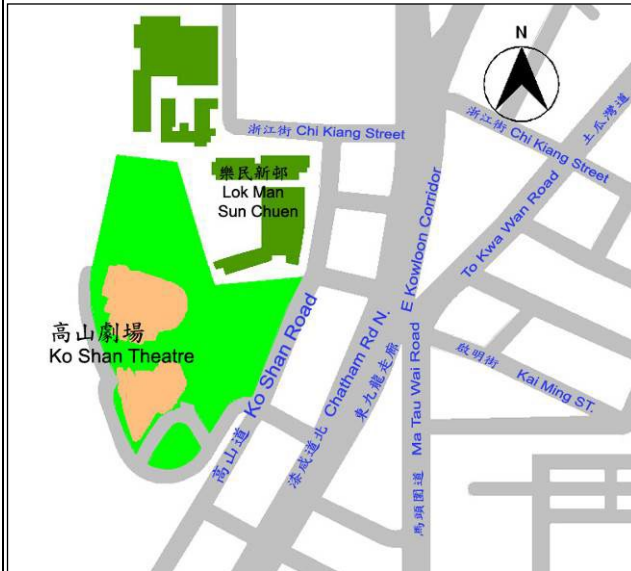 N
浙江街 Chi Kiang Street
浙江街 Chi Kiang Street
土瓜灣道
To Kwa Wan Road
樂民新邨
Lok Man
Sun Chuen
E Kowloon Corridor
東九龍走廊
高山劇場
Ko Shan Theatre
高山道 Ko Shan Road
漆咸道北 Chatham Rd N.
馬頭圍道 Ma Tau Wai Road
啟明街 Kai Ming ST.